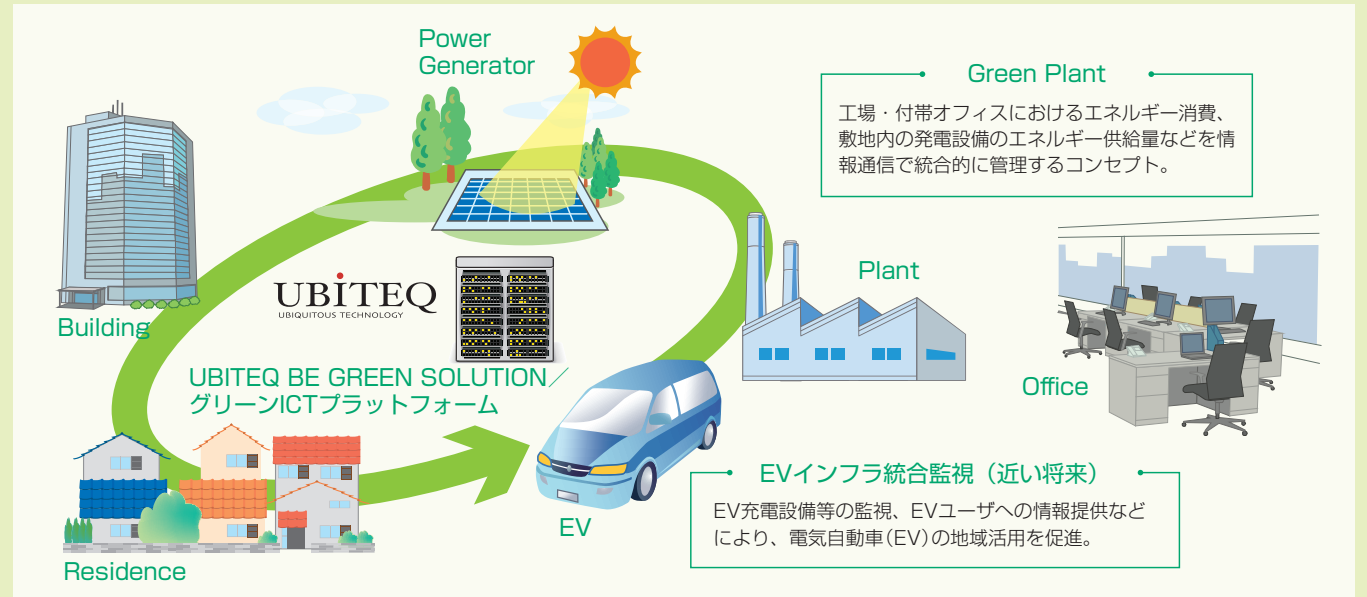 Power
Generator
Green Plant
工場・付帯オフィスにおけるエネルギー消費、
敷地内の発電設備のエネルギー供給量などを情
報通信で統合的に管理するコンセプト。
Building
UBITEQ
UBIQUITOUS TECHNOLOGY
Plant
Office
UBITEQ BE GREEN SOLUTION／
グリーンICTプラットフォーム
Residence
EV
EVインフラ統合監視（近い将来）
EV充電設備等の監視、EVユーザへの情報提供など
により、電気自動車(EV)の地域活用を促進。